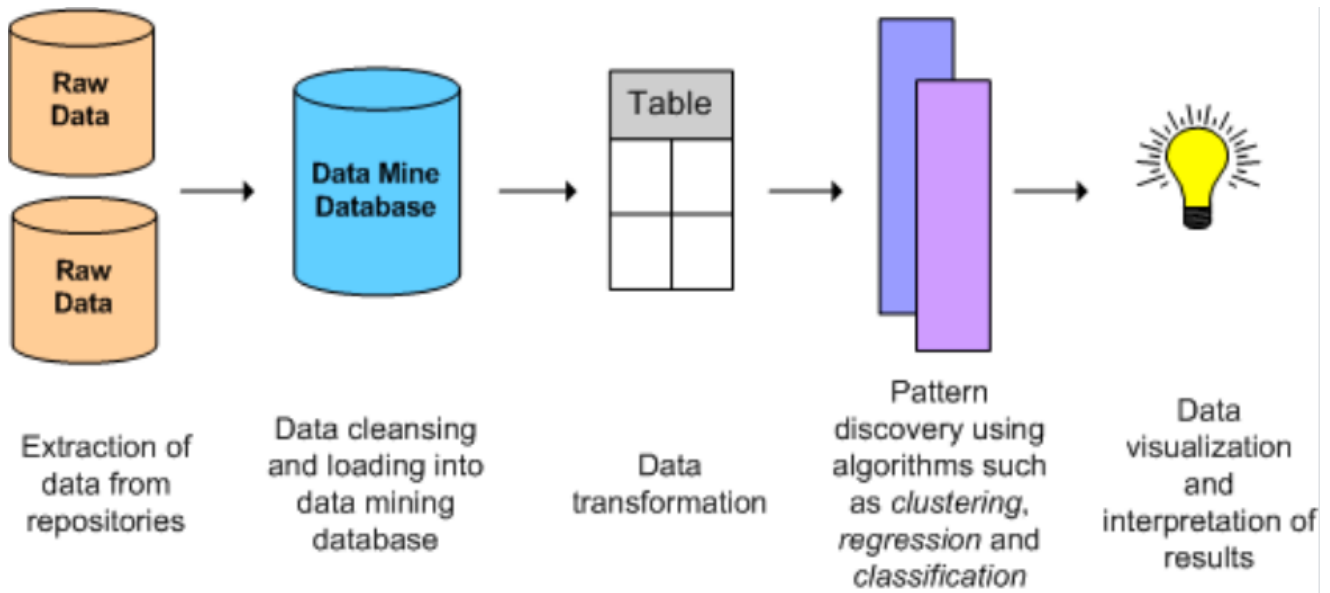 Raw
Data
Raw
Data
Data Mine
Database
Table
Extraction of
data from
repositories
Data cleansing
and loading into
data mining
database
Data
transformation
Pattern
discovery using
algorithms such
as clustering,
regression and
classification
Data
visualization
and
interpretation of
results